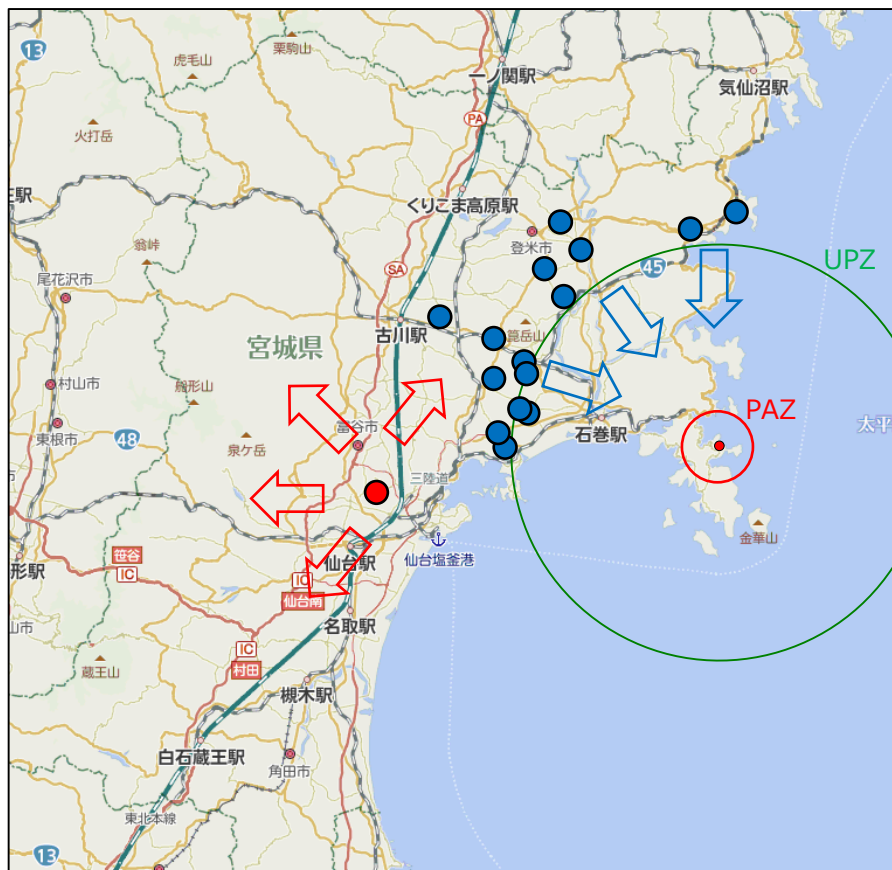 13
栗駒山
虎毛山
一ノ関駅
気仙沼駅
PA
火打岳
くりこま高原駅
登米市
翁峠
SA
45
UPZ
尾花沢市
古川駅
箟岳山
宮城県
村山市
船形山
PAZ
富谷市
石巻駅
太平
東根市
48
泉ケ岳
三陸道
金華山
笹谷
IC
形駅
仙台駅
仙台塩釜港
IC
仙台南
名取駅
山市
IC
村田
蔵王山
槻木駅
白石蔵王駅
角田市
東北本線
13